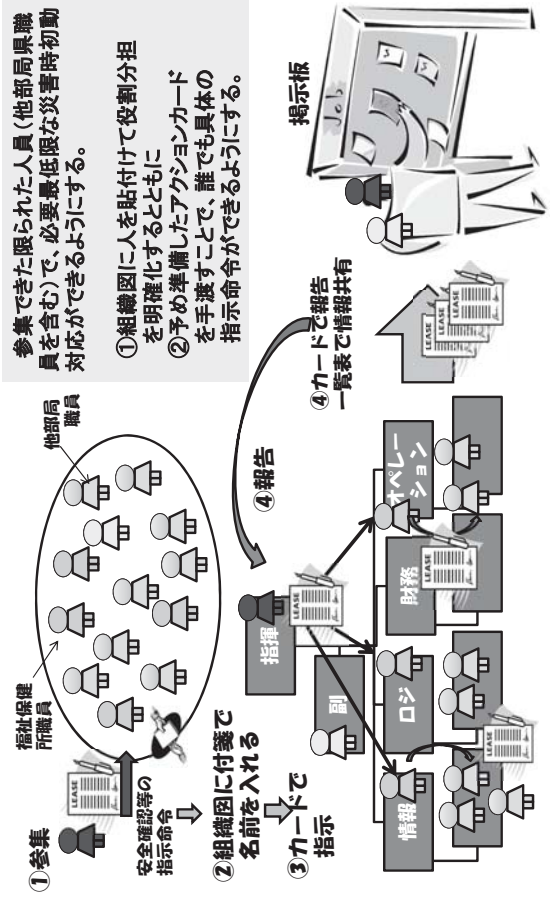 参集できた限られた人員（他部局県職
員を含む）で、必要最低限な災害時初動
対応ができるようにする。
①組織図に人を貼付けて役割分担
を明確化するとともに
②予め準備したアクションカード
を手渡すことで、誰でも具体の
指示命令ができるようにする。
①参集
LEASE
安全確認等の
指示命令
福祉保健
所職員
他部局
職員
②組織図に付箋で
名前を入れる
③カードで
指示
指揮
LEASE
副
情報
ロジ
財務
オペレー
ション
LEASE
LEASE
④報告
④カードで報告
一覧表で情報共有
LEASE
LEASE
LEASE
掲示板
Job